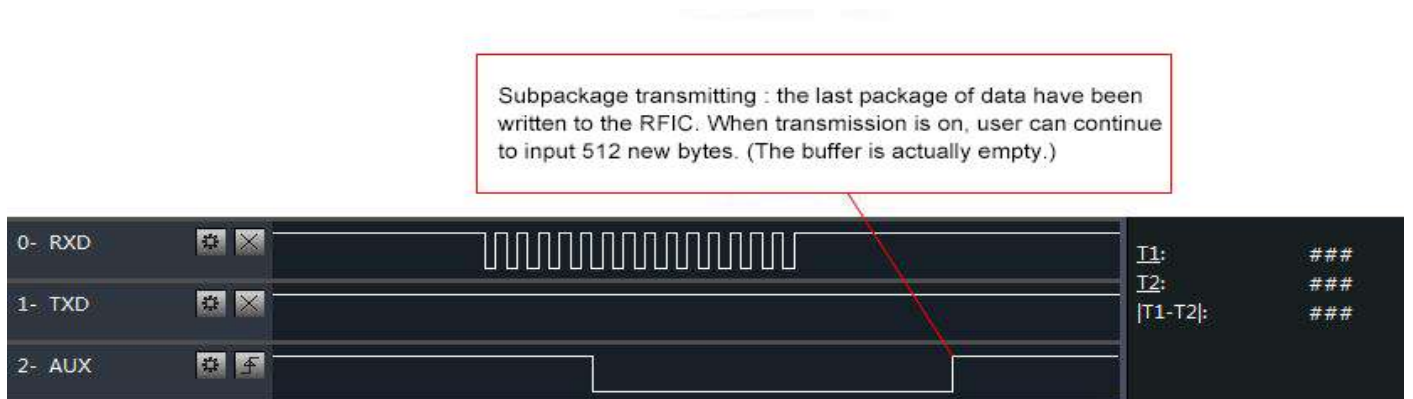 Subpackage transmitting : the last package of data have been
written to the RFIC. When transmission is on, user can continue
to input 512 new bytes. (The buffer is actually empty.)
0- RXD
1- TXD
2- AUX
T1: ###
T2: ###
|T1-T2|: ###